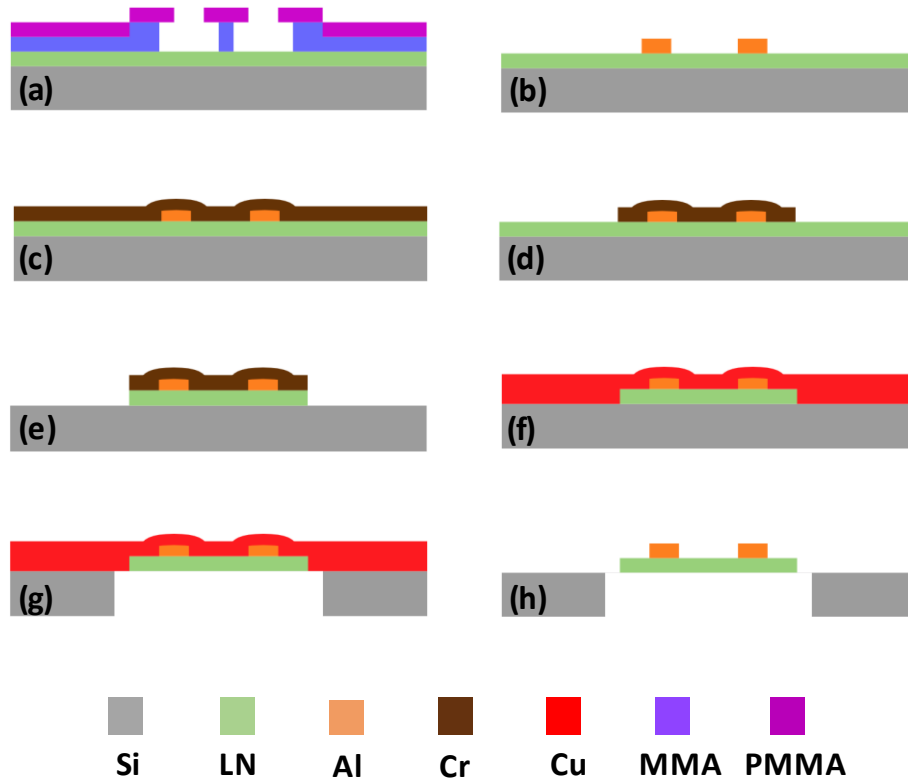 (a)
(b)
(c)
(d)
(e)
(f)
(g)
(h)
Si LN Al Cr Cu MMA PMMA